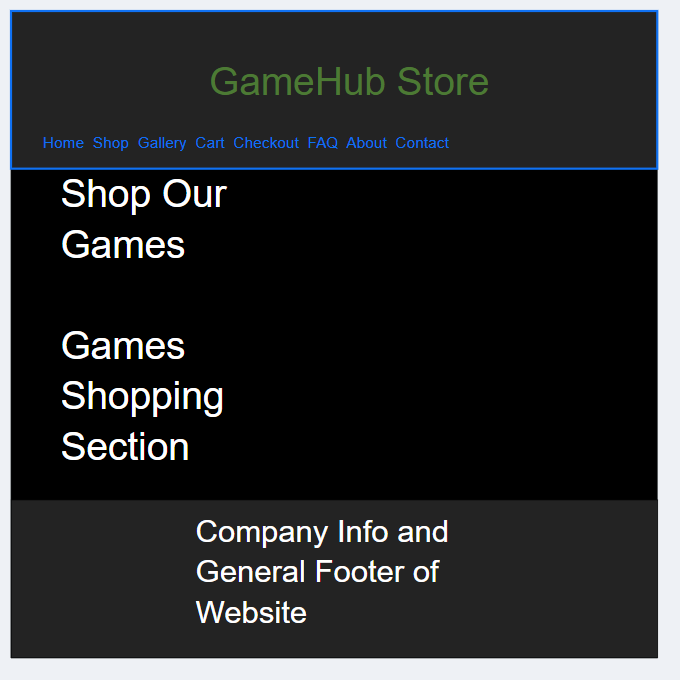 GameHub Store
Home Shop Gallery Cart Checkout FAQ About Contact
Shop Our
Games
Games
Shopping
Section
Company Info and
General Footer of
Website